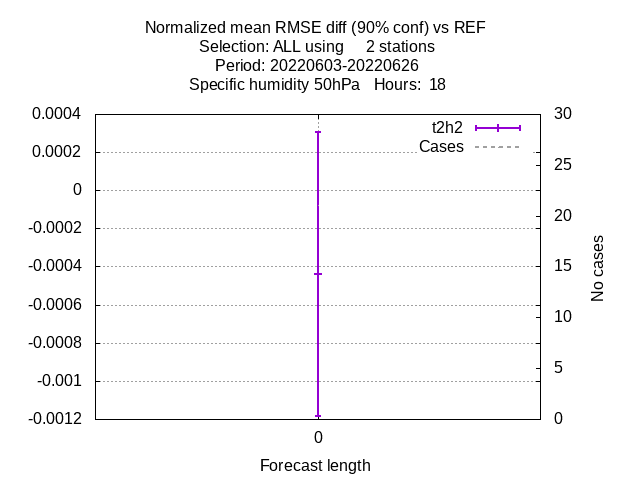 Normalized mean RMSE diff (90% conf) vs REF
Selection: ALL using     2 stations
Period: 20220603-20220626
Specific humidity 50hPa   Hours:  18
0.0004
0.0002
0
-0.0002
-0.0004
-0.0006
-0.0008
-0.001
-0.0012
30
25
20
15
10
5
0
t2h2
Cases
No cases
0
Forecast length